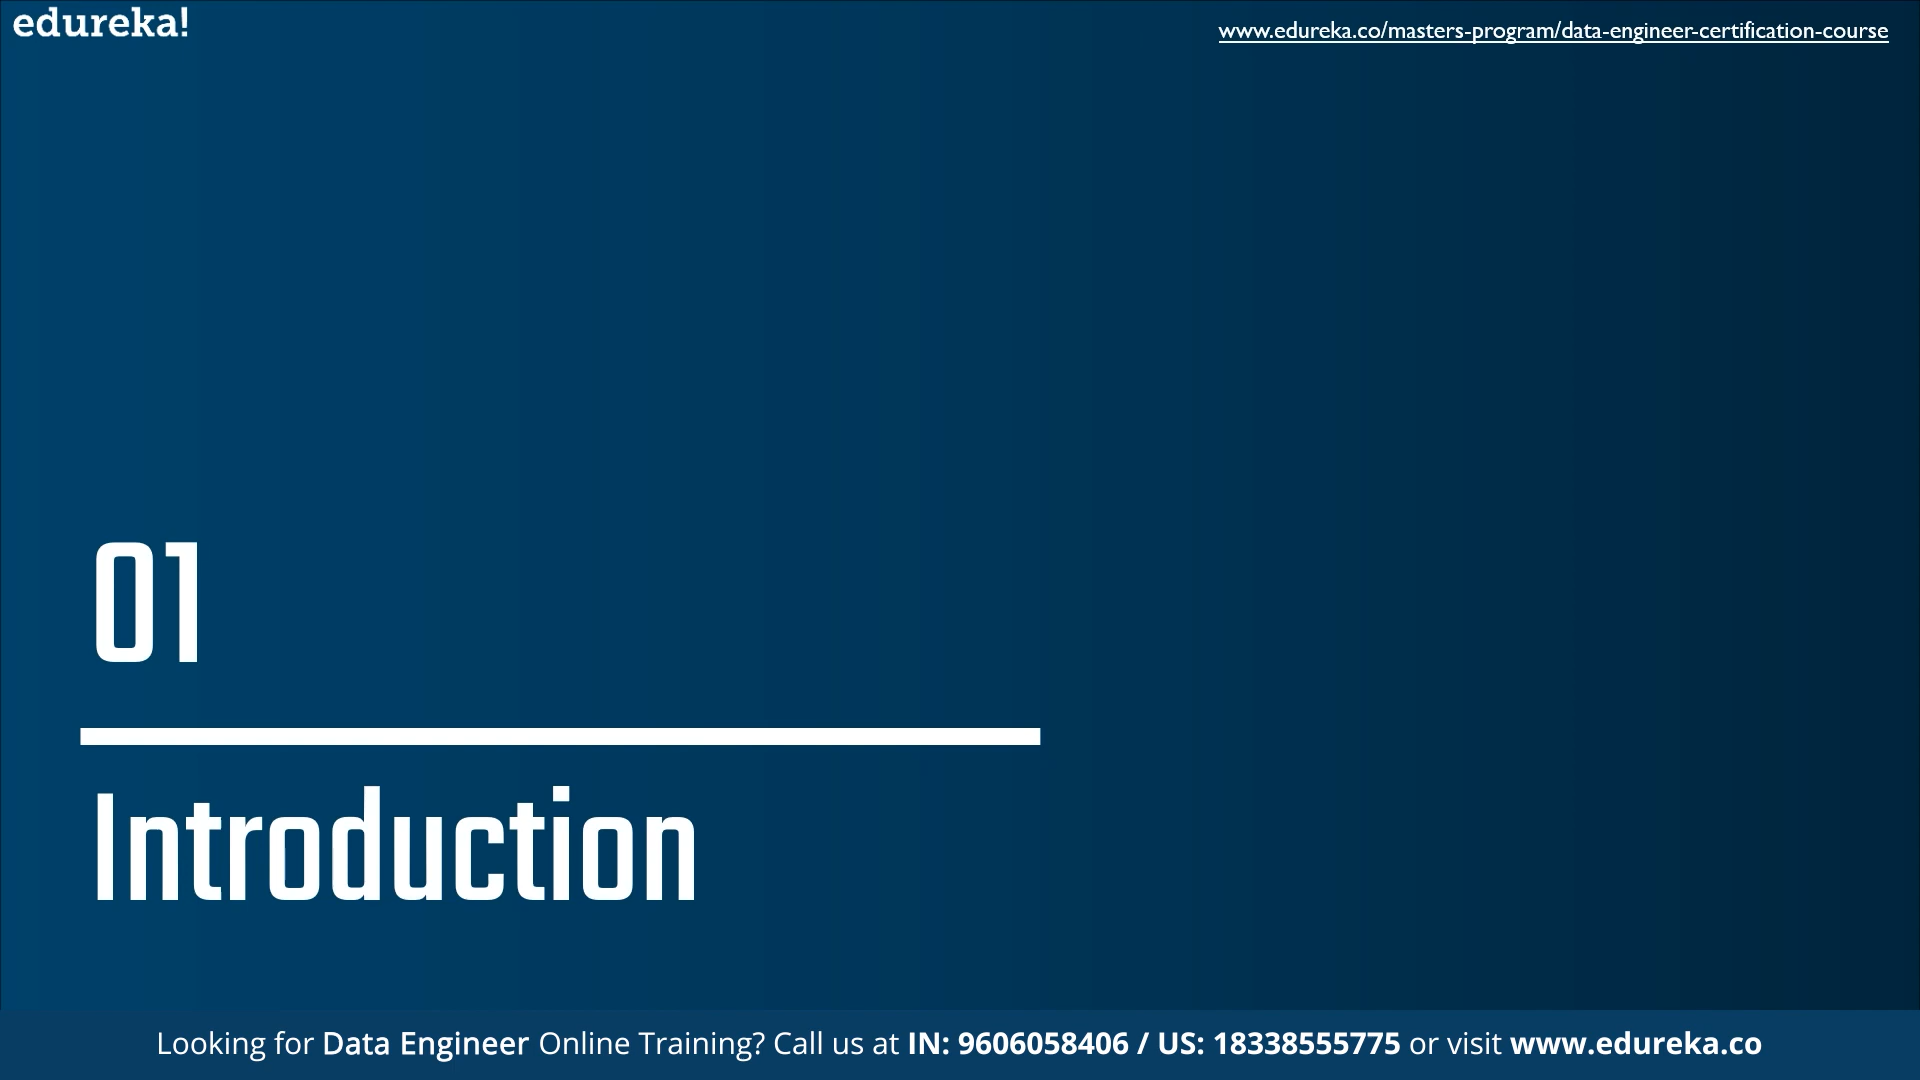 edureka!
www.edureka.co/masters-program/data-engineer-certification-course
01
Introduction
Looking for Data Engineer Online Training? Call us at IN: 9606058406 / US: 18338555775 or visit www.edureka.co